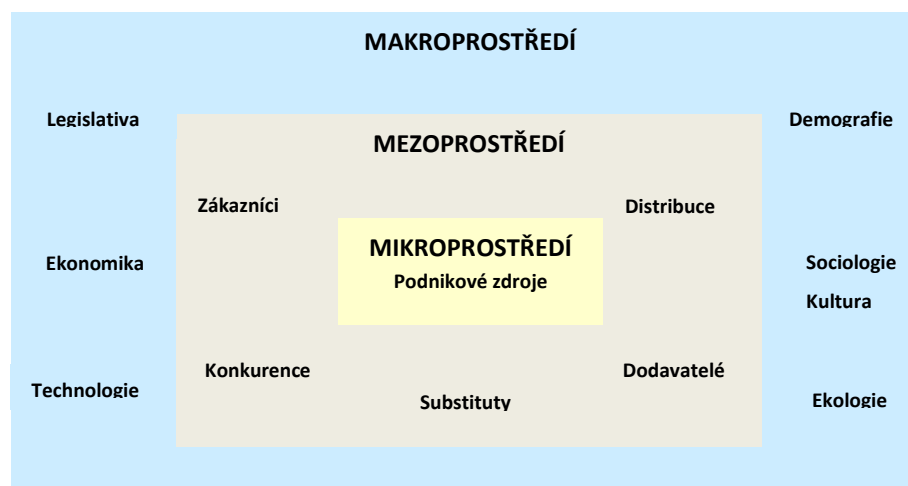 MAKROPROSTŘEDÍ
Legislativa
Demografie
MEZOPROSTŘEDÍ
Zákazníci
Distribuce
MIKROPROSTŘEDÍ
Podnikové zdroje
Ekonomika
Sociologie
Kultura
Konkurence
Dodavatelé
Technologie
Substituty
Ekologie